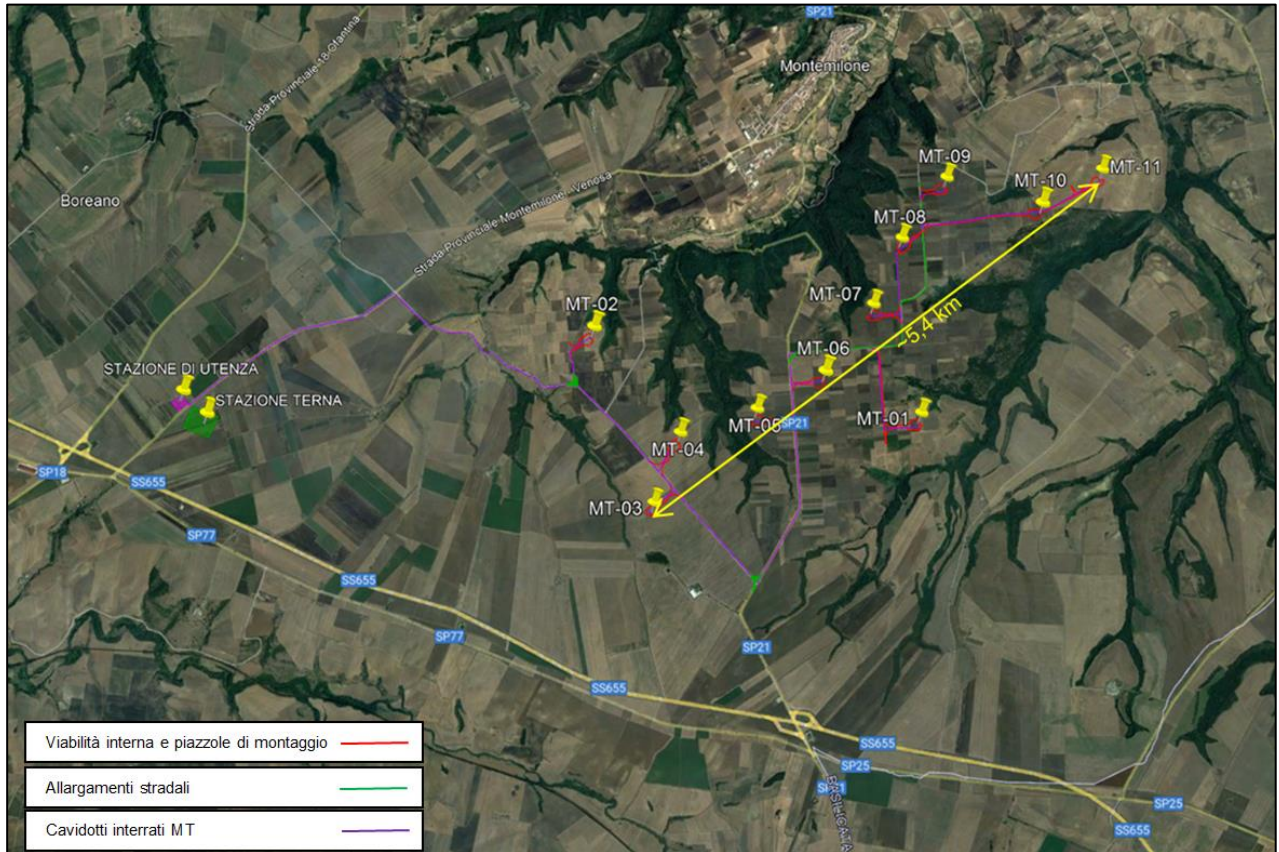 SP21
Montemilone
Strada Provinciale 18 Ofantina
MT-09
MT-11
MT-10
Boreano
Strada Provinciale Montemilone - Venosa
MT-08
MT-07
MT-02
~5,4 km
MT-06
STAZIONE DI UTENZA
STAZIONE TERNA
MT-05
SP21
MT-01
MT-04
SP18
SS655
MT-03
SP77
SS655
SP77
SP21
SS655
SS655
SP25
SP25
SS655
BASILICATA
Viabilità interna e piazzole di montaggio
Allargamenti stradali
Cavidotti interrati MT